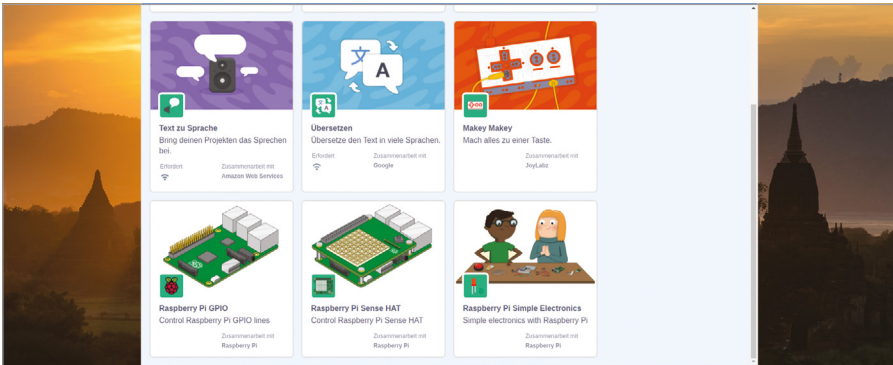 文
A
Text zu Sprache
Bring deinen Projekten das Sprechen
bei.
Erfordert
Zusammenarbeit mit
Amazon Web Services
Übersetzen
Übersetze den Text in viele Sprachen.
Erfordert
Zusammenarbeit mit
Google
Makey Makey
Mach alles zu einer Taste.
Zusammenarbeit mit
JoyLabz
Raspberry Pi GPIO
Control Raspberry Pi GPIO lines
Zusammenarbeit mit
Raspberry Pi
Raspberry Pi Sense HAT
Control Raspberry Pi Sense HAT
Zusammenarbeit mit
Raspberry Pi
Raspberry Pi Simple Electronics
Simple electronics with Raspberry Pi
Zusammenarbeit mit
Raspberry Pi